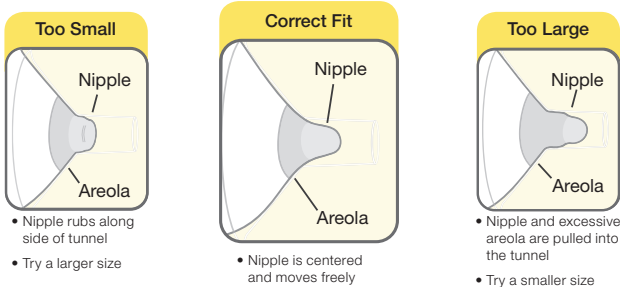 Too Small
Nipple
Areola
• Nipple rubs along
side of tunnel
• Try a larger size
Correct Fit
Nipple
Areola
• Nipple is centered
and moves freely
Too Large
Nipple
Areola
• Nipple and excessive
areola are pulled into
the tunnel
• Try a smaller size